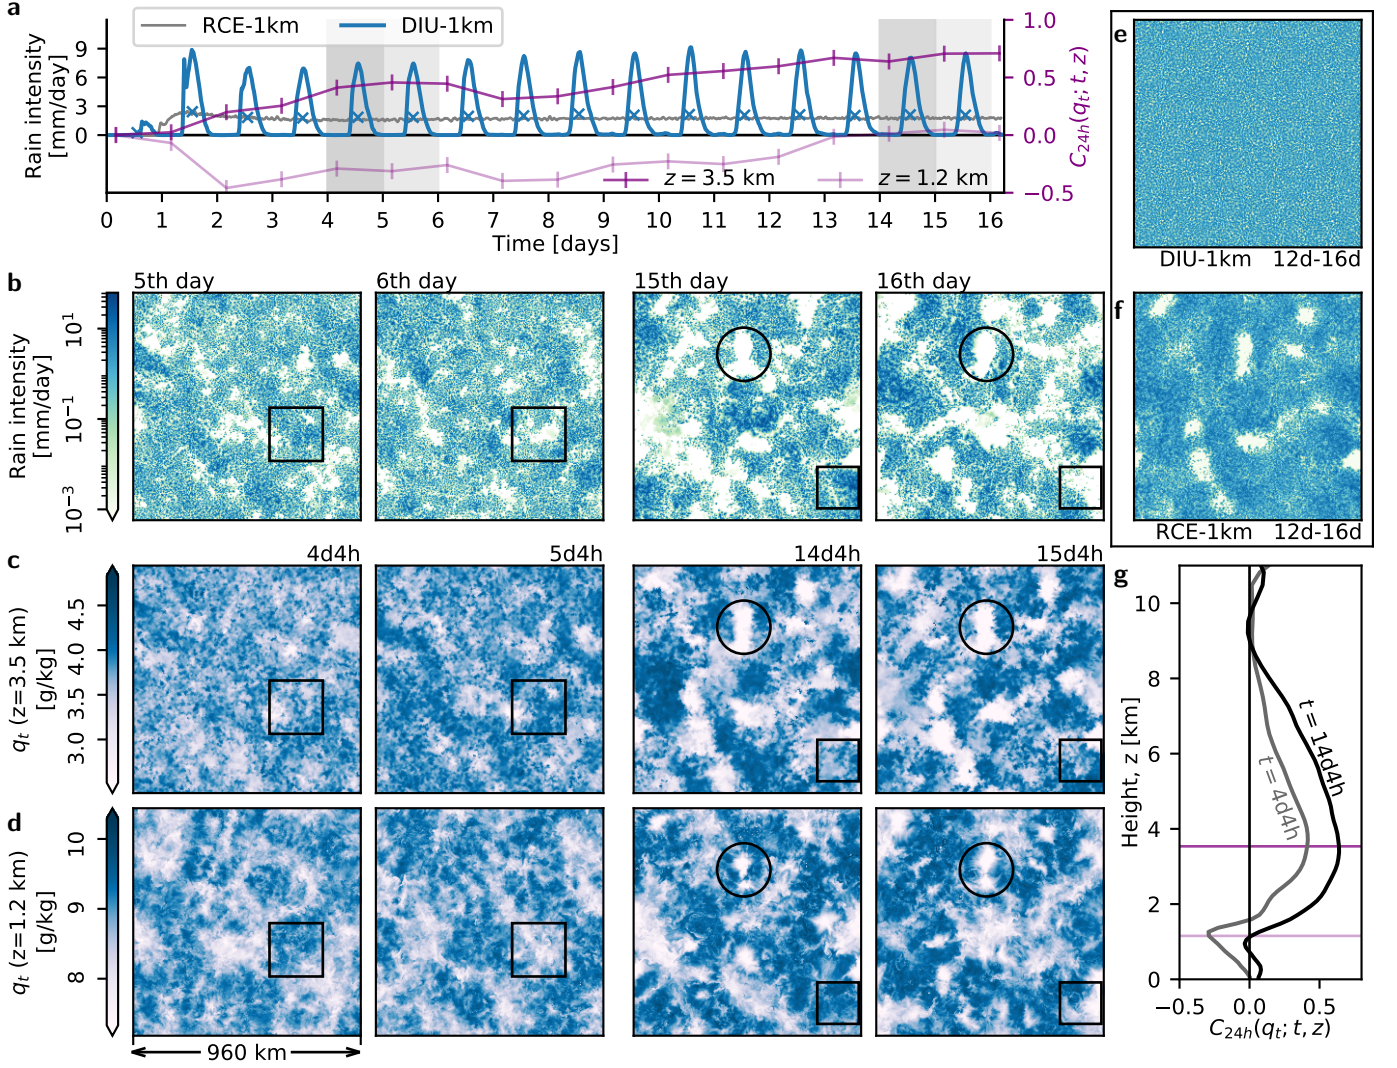 a
RCE-1km
DIU-1km
Rain intensity
[mm/day]
9
6
3
0
1.0
0.5
0.0
−0.5
C24h(qt; t, z)
z = 3.5 km
z = 1.2 km
0 1 2 3 4 5 6 7 8 9 10 11 12 13 14 15 16
Time [days]
e
DIU-1km 12d-16d
f
RCE-1km 12d-16d
b
5th day
6th day
15th day
16th day
Rain intensity
[mm/day]
10^1
10^−1
10^−3
c
4d4h
5d4h
14d4h
15d4h
qt (z=3.5 km)
[g/kg]
4.5
4.0
3.5
3.0
d
qt (z=1.2 km)
[g/kg]
10
9
8
960 km
g
Height, z [km]
10
8
6
4
2
0
t = 14d4h
t = 4d4h
−0.5 0.0 0.5
C24h(qt; t, z)